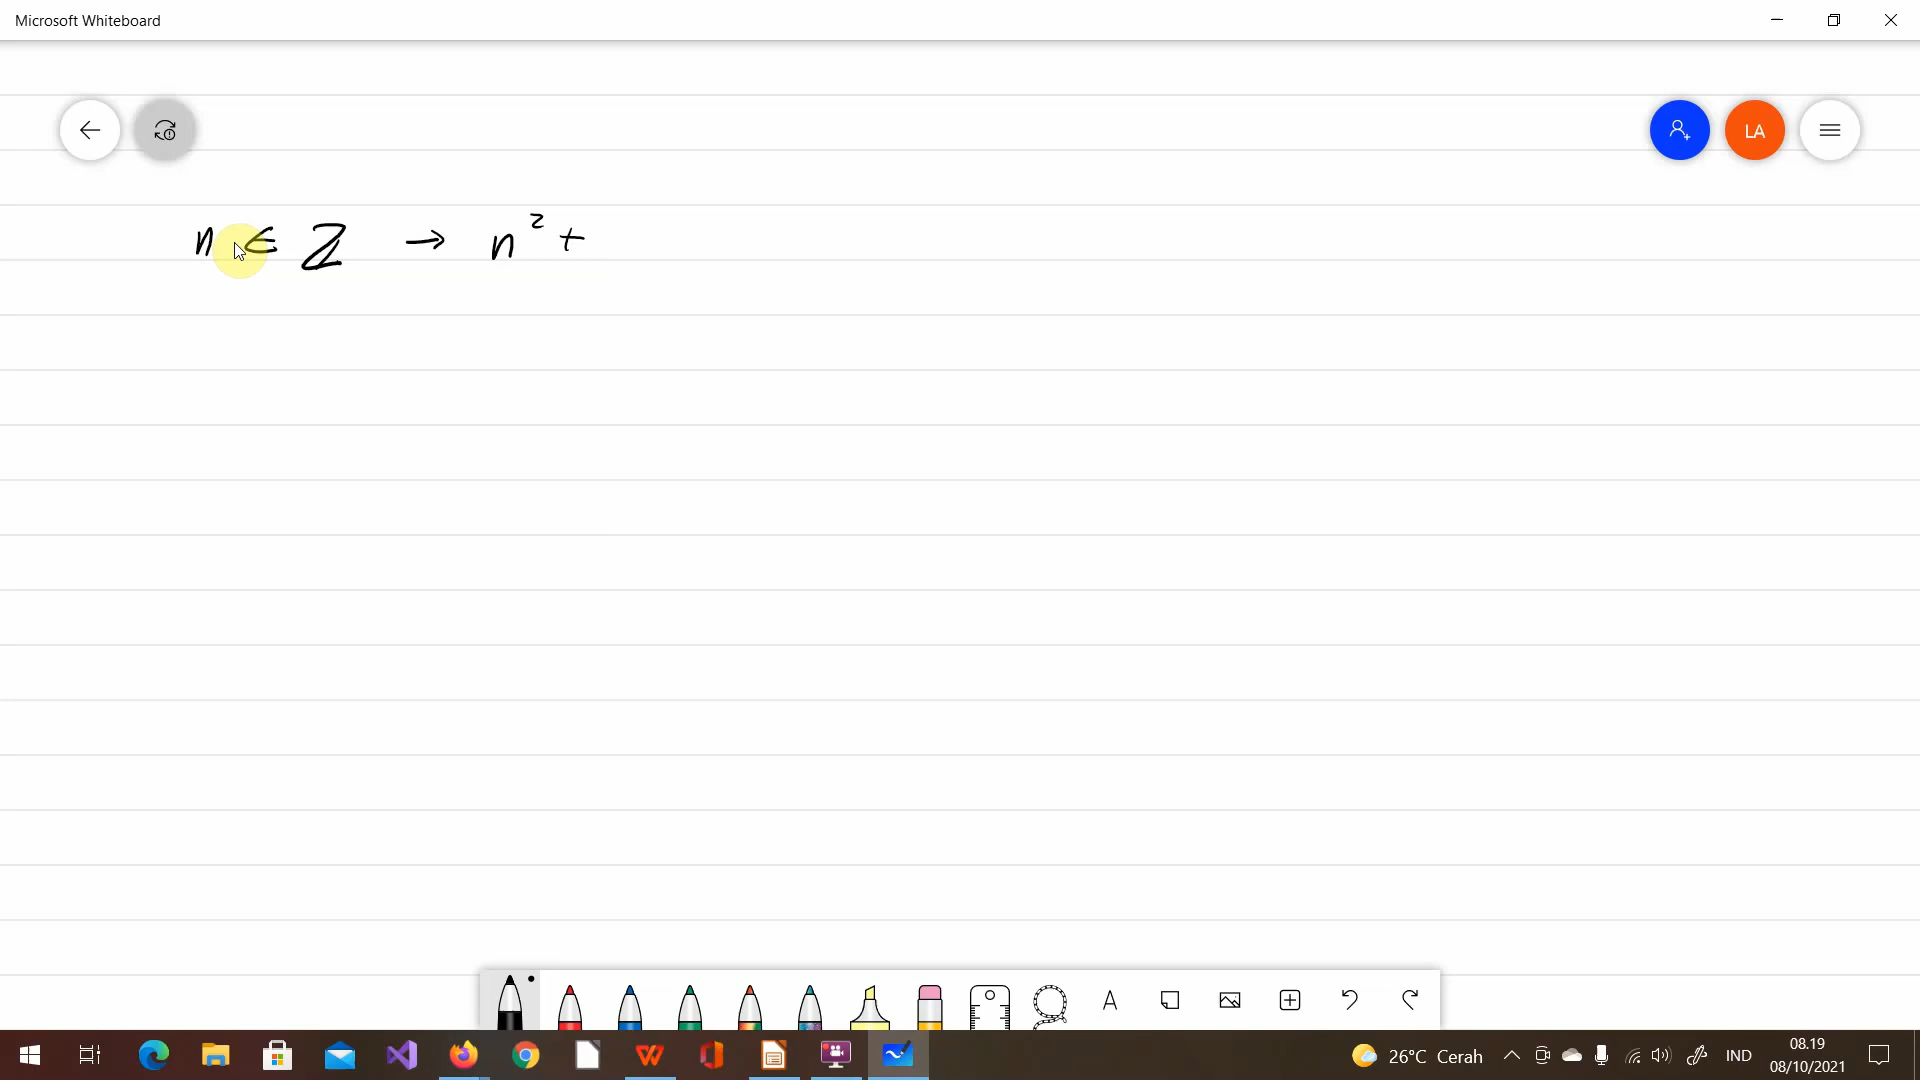 Microsoft Whiteboard
LA
n ∈ ℤ → n² +
A
26°C Cerah
IND
08.19
08/10/2021